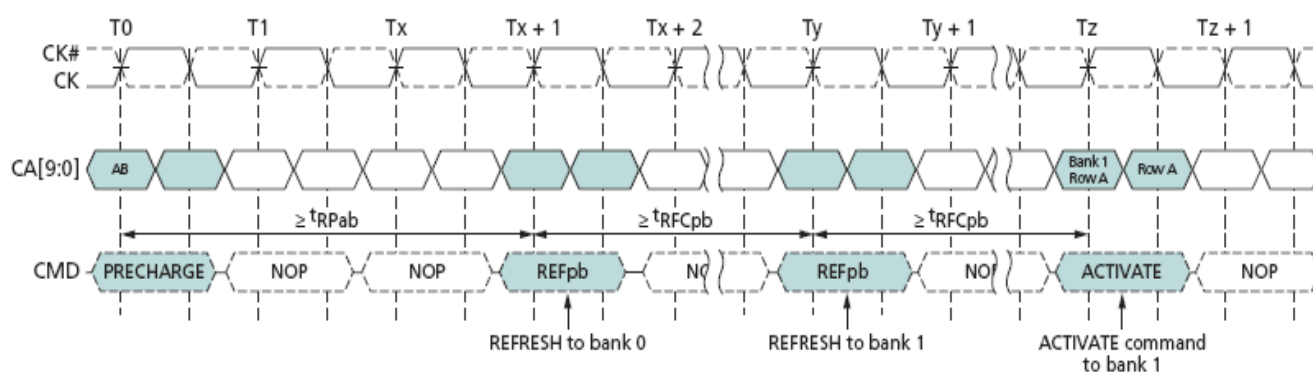 T0 T1 Tx Tx + 1 Tx + 2 Ty Ty + 1 Tz Tz + 1
CK#
CK
CA[9:0] AB Bank 1 Row A Row A
≥ tRPab ≥ tRFCpb ≥ tRFCpb
CMD PRECHARGE NOP NOP REFpb REFpb ACTIVATE NOP
REFRESH to bank 0 REFRESH to bank 1 ACTIVATE command
to bank 1